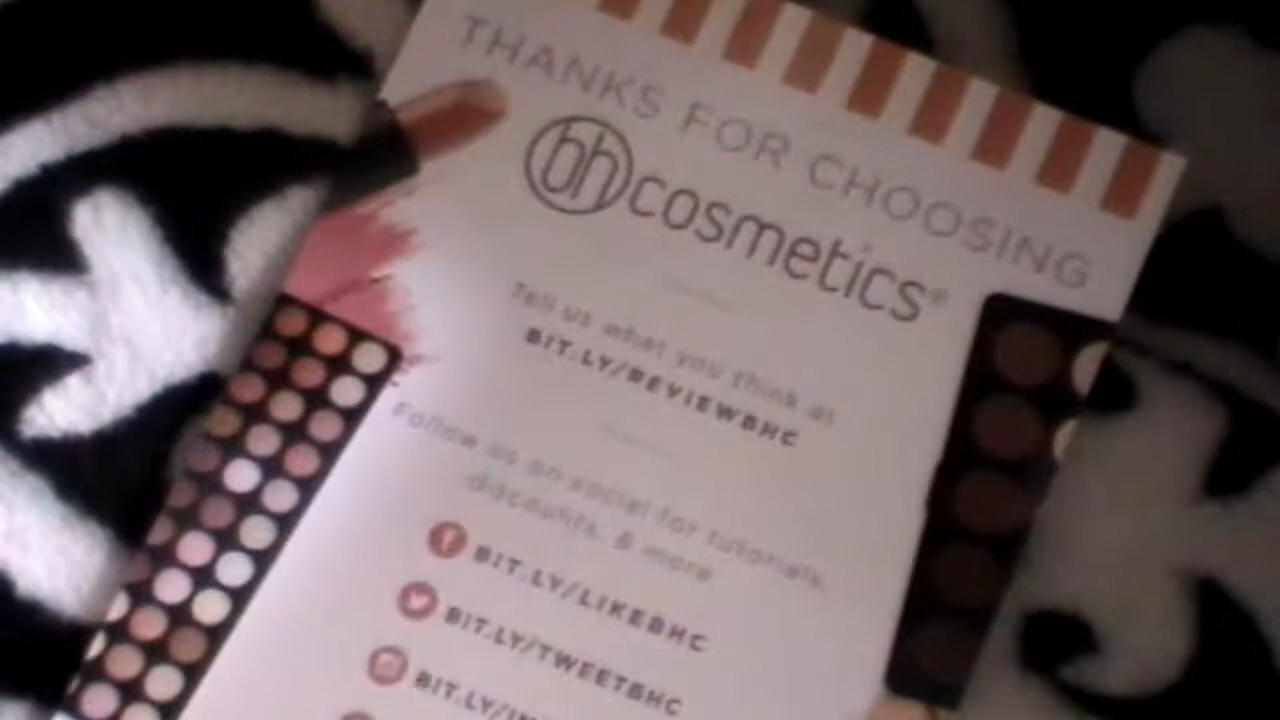 THANKS FOR CHOOSING
bh cosmetics®
Tell us what you think at
BIT.LY/REVIEWBHC
Follow us on social for tutorials,
discounts, & more
f BIT.LY/LIKEBHC
BIT.LY/TWEETBHC